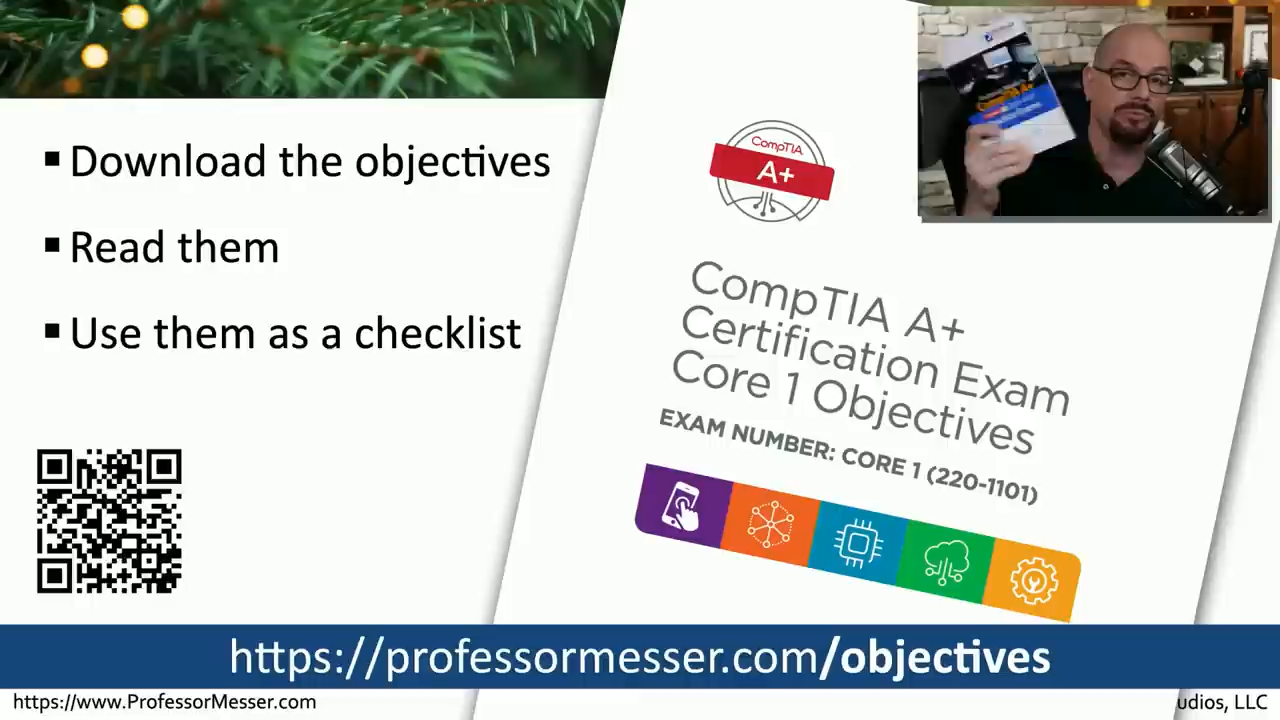 ▪ Download the objectives
▪ Read them
▪ Use them as a checklist
CompTIA
A+
CompTIA A+
Certification Exam
Core 1 Objectives
EXAM NUMBER: CORE 1 (220-1101)
CompTIA A+
https://professormesser.com/objectives
https://www.ProfessorMesser.com
udios, LLC